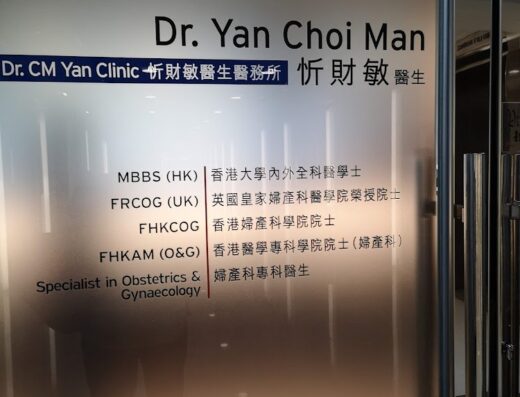 Dr. Yan Choi Man
Dr. CM Yan Clinic 忻財敏醫生醫務所
忻財敏 醫生
MBBS (HK) 香港大學內外全科醫學士
FRCOG (UK) 英國皇家婦產科醫學院榮授院士
FHKCOG 香港婦產科學院院士
FHKAM (O&G) 香港醫學專科學院院士(婦產科)
Specialist in Obstetrics & 婦產科專科醫生
Gynaecology